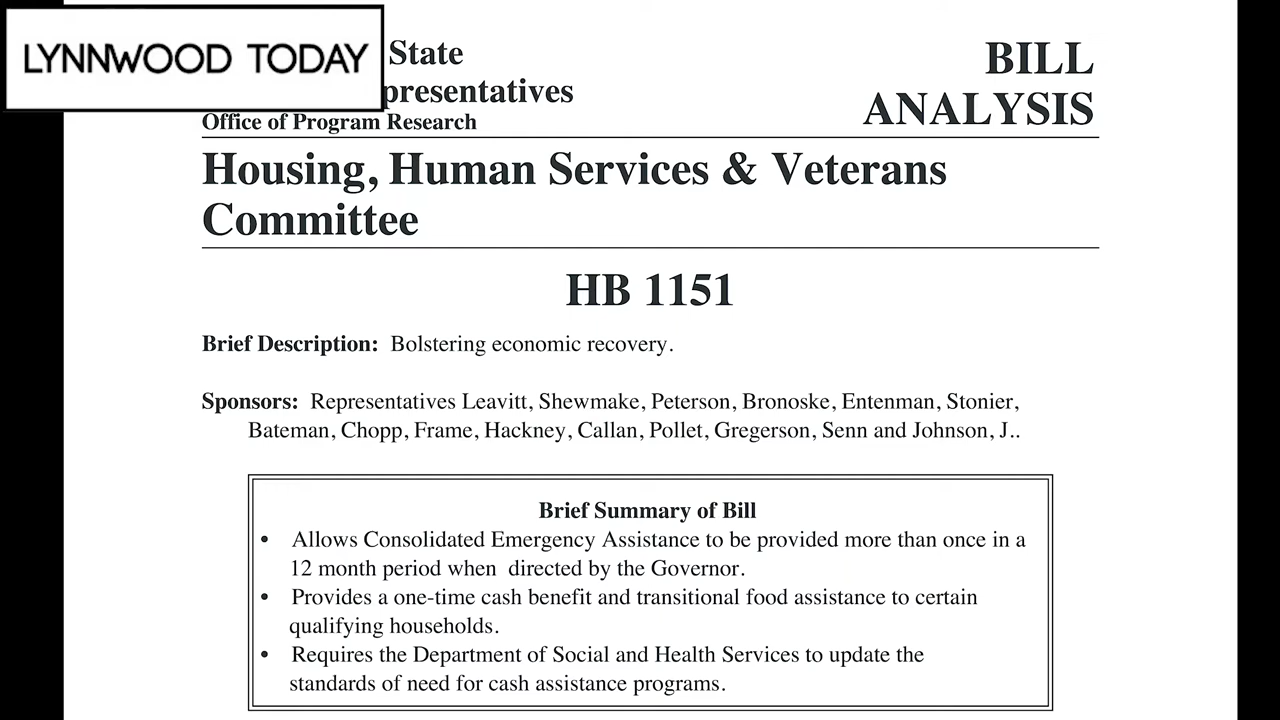 LYNNWOOD TODAY
State
presentatives
Office of Program Research
BILL
ANALYSIS
Housing, Human Services & Veterans
Committee
HB 1151
Brief Description: Bolstering economic recovery.
Sponsors: Representatives Leavitt, Shewmake, Peterson, Bronoske, Entenman, Stonier,
Bateman, Chopp, Frame, Hackney, Callan, Pollet, Gregerson, Senn and Johnson, J..
Brief Summary of Bill
• Allows Consolidated Emergency Assistance to be provided more than once in a
12 month period when directed by the Governor.
• Provides a one-time cash benefit and transitional food assistance to certain
qualifying households.
• Requires the Department of Social and Health Services to update the
standards of need for cash assistance programs.